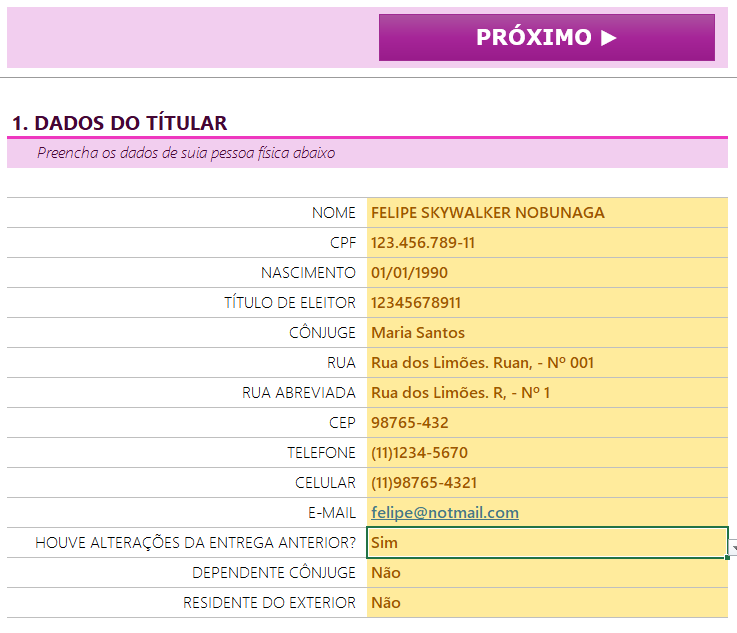 PRÓXIMO ►
1. DADOS DO TÍTULAR
Preencha os dados de suia pessoa física abaixo
NOME FELIPE SKYWALKER NOBUNAGA
CPF 123.456.789-11
NASCIMENTO 01/01/1990
TÍTULO DE ELEITOR 12345678911
CÔNJUGE Maria Santos
RUA Rua dos Limões. Ruan, - Nº 001
RUA ABREVIADA Rua dos Limões. R, - Nº 1
CEP 98765-432
TELEFONE (11)1234-5670
CELULAR (11)98765-4321
E-MAIL felipe@notmail.com
HOUVE ALTERAÇÕES DA ENTREGA ANTERIOR? Sim
DEPENDENTE CÔNJUGE Não
RESIDENTE DO EXTERIOR Não